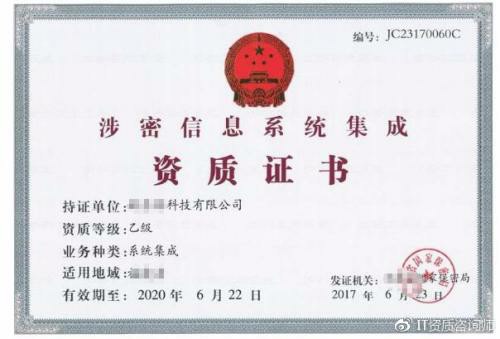 编号：JC23170060C
涉密信息系统集成
资质证书
持证单位：科技有限公司
资质等级：乙级
业务种类：系统集成
适用地域：
有效期至：2020 年 6 月 22 日
发证机关：家保密局
2017 年 6 月 23 日
IT资质咨询师